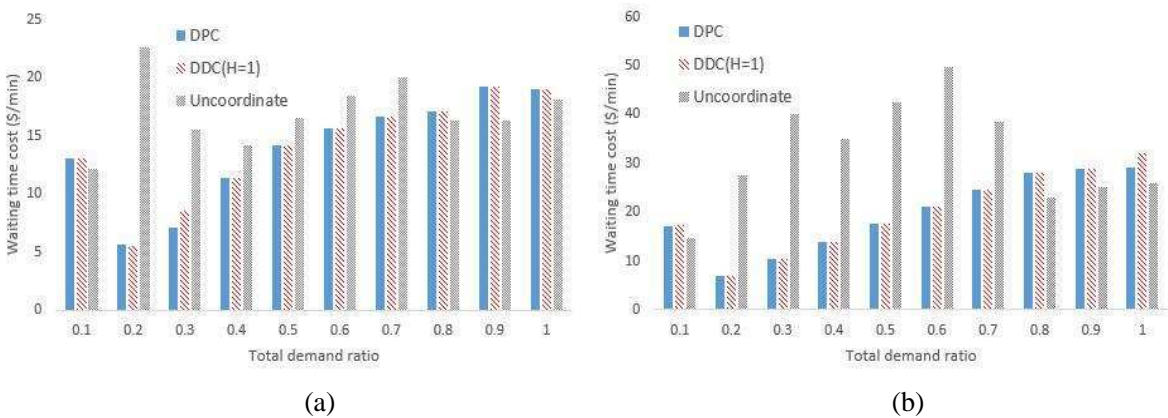 25
20
15
10
5
0
Waiting time cost ($/min)
DPC
DDC(H=1)
Uncoordinate
0.1 0.2 0.3 0.4 0.5 0.6 0.7 0.8 0.9 1
Total demand ratio
(a)
60
50
40
30
20
10
0
Waiting time cost ($/min)
DPC
DDC(H=1)
Uncoordinate
0.1 0.2 0.3 0.4 0.5 0.6 0.7 0.8 0.9 1
Total demand ratio
(b)